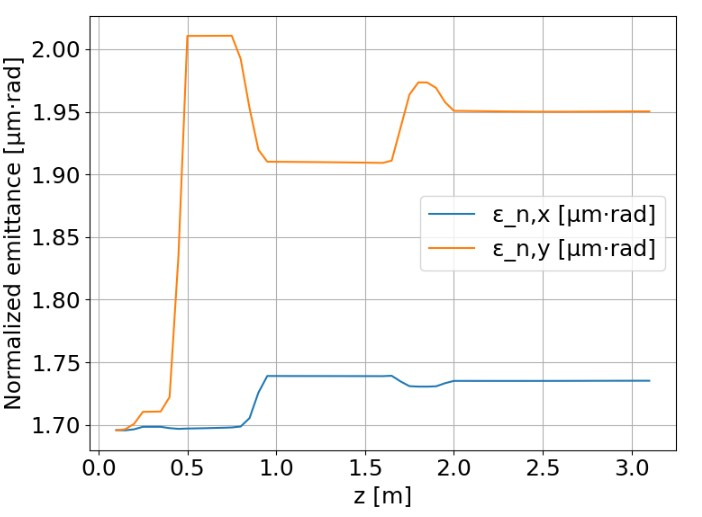 Normalized emittance [μm·rad]
2.00
1.95
1.90
1.85
1.80
1.75
1.70
ε_n,x [μm·rad]
ε_n,y [μm·rad]
0.0 0.5 1.0 1.5 2.0 2.5 3.0
z [m]